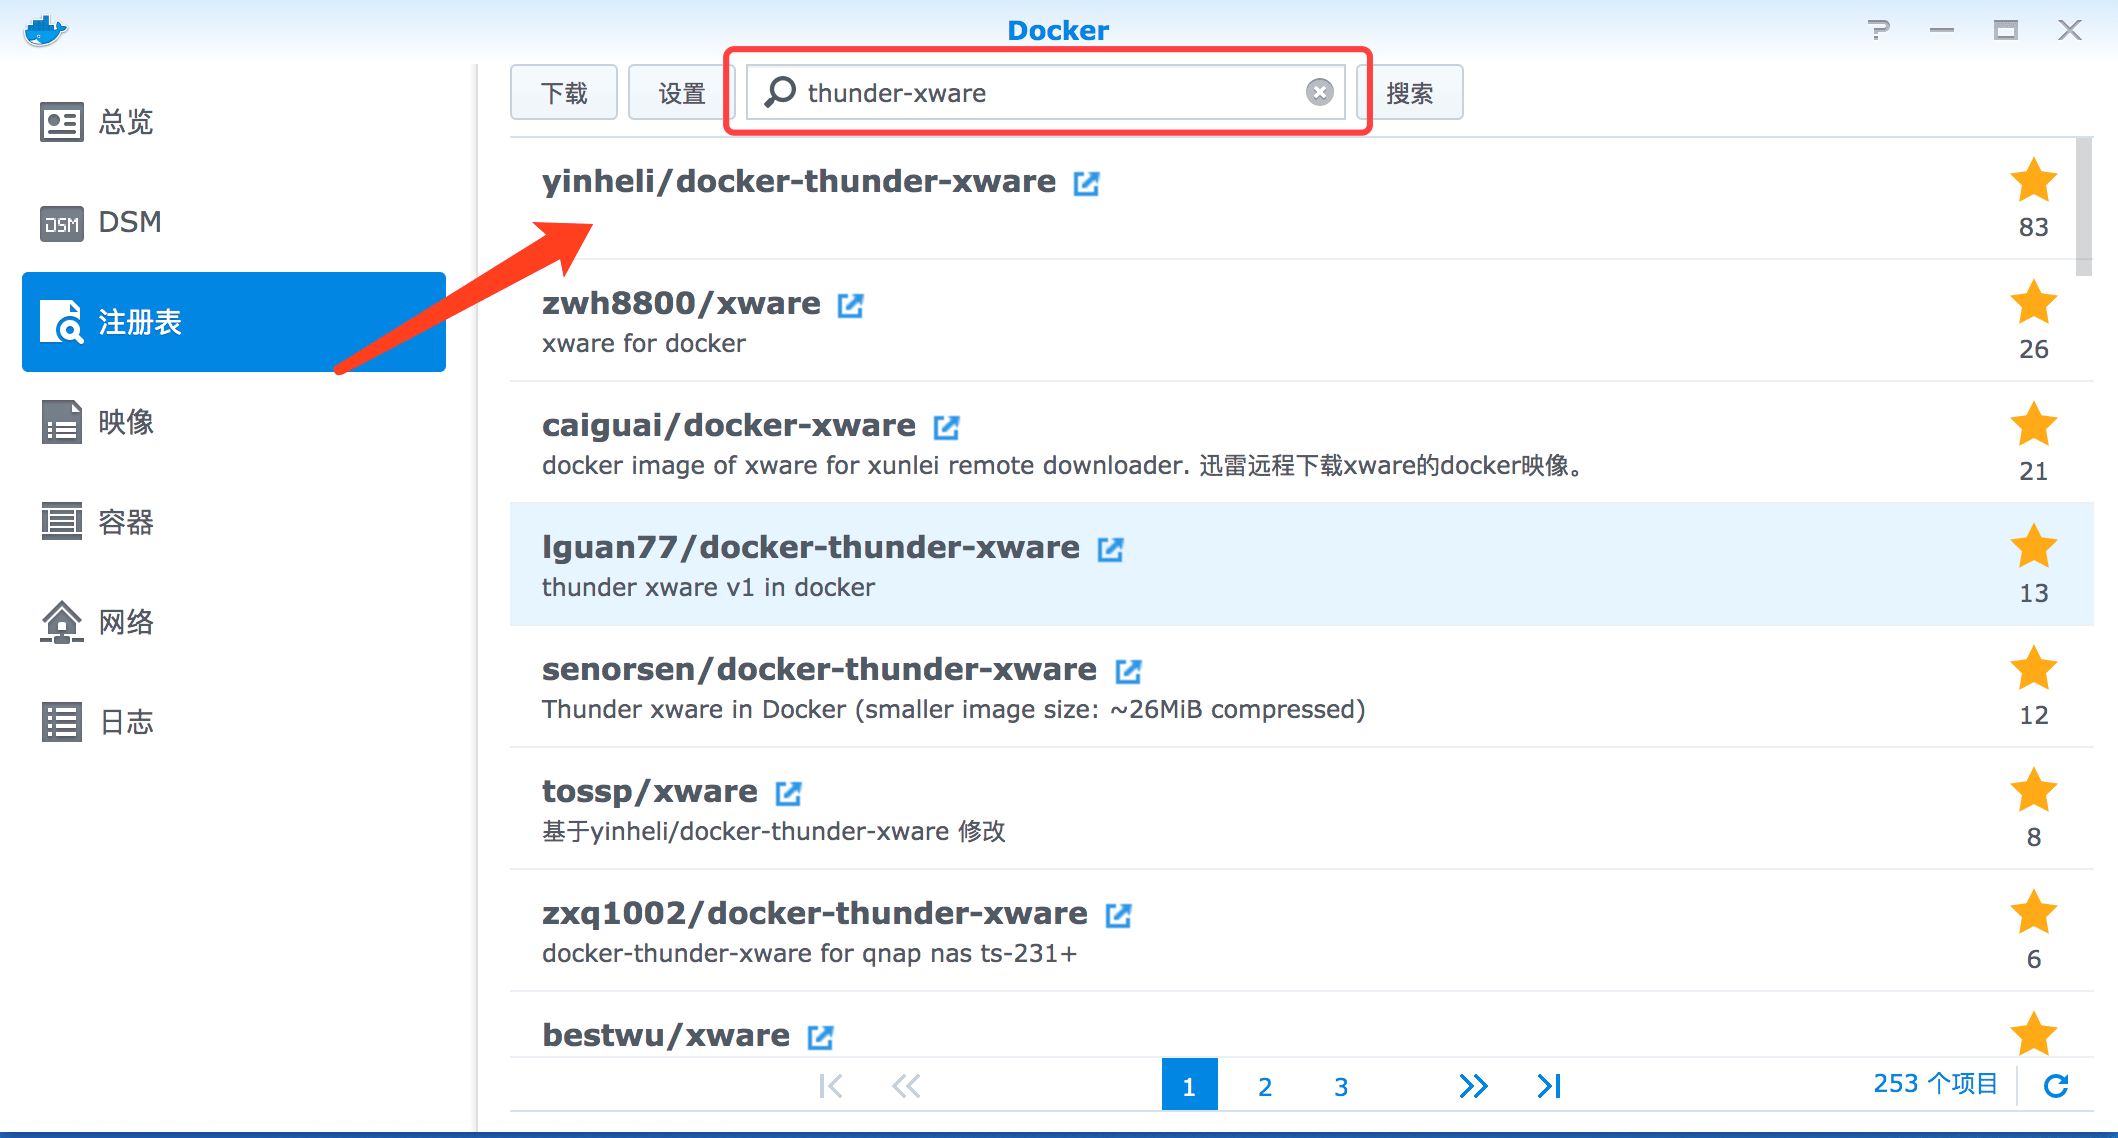 Docker
总览
DSM
DSM
注册表
映像
容器
网络
日志
下载
设置
thunder-xware
搜索
yinheli/docker-thunder-xware
83
zwh8800/xware
xware for docker
26
caiguai/docker-xware
docker image of xware for xunlei remote downloader. 迅雷远程下载xware的docker映像。
21
lguan77/docker-thunder-xware
thunder xware v1 in docker
13
senorsen/docker-thunder-xware
Thunder xware in Docker (smaller image size: ~26MiB compressed)
12
tossp/xware
基于yinheli/docker-thunder-xware 修改
8
zxq1002/docker-thunder-xware
docker-thunder-xware for qnap nas ts-231+
6
bestwu/xware
1 2 3
253 个项目